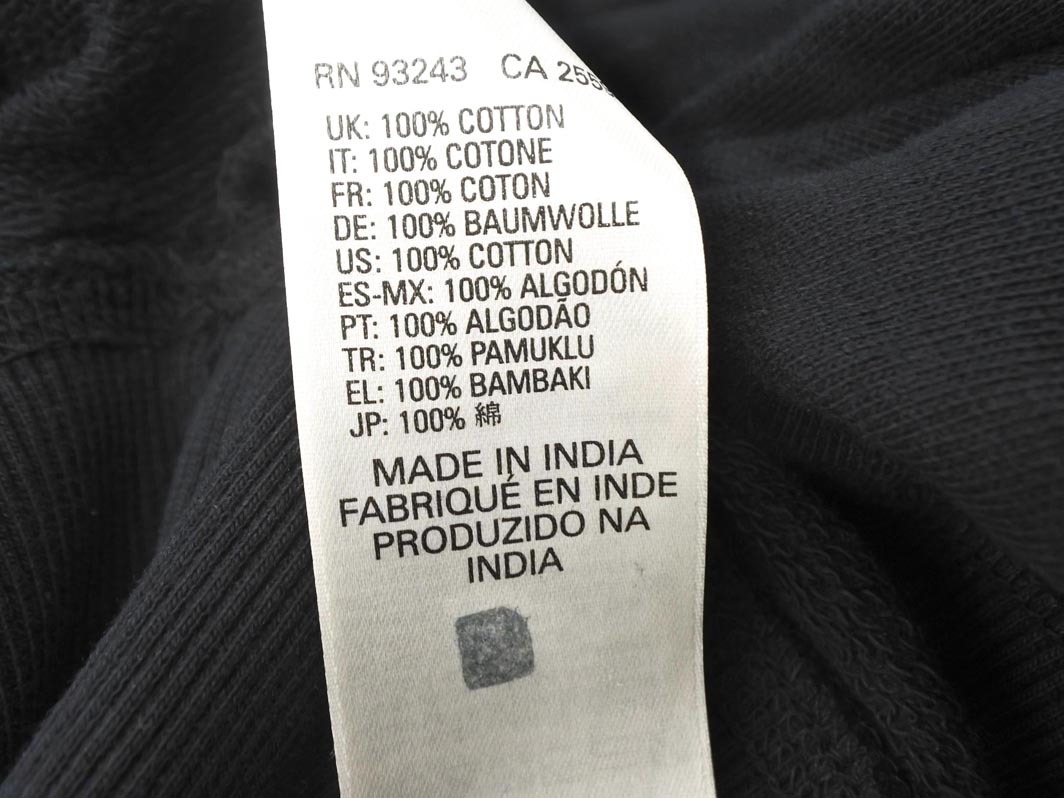 RN 93243 CA
UK: 100% COTTON
IT: 100% COTONE
FR: 100% COTON
DE: 100% BAUMWOLLE
US: 100% COTTON
ES-MX: 100% ALGODÓN
PT: 100% ALGODÃO
TR: 100% PAMUKLU
EL: 100% BAMBAKI
JP: 100% 綿
MADE IN INDIA
FABRIQUÉ EN INDE
PRODUZIDO NA
INDIA